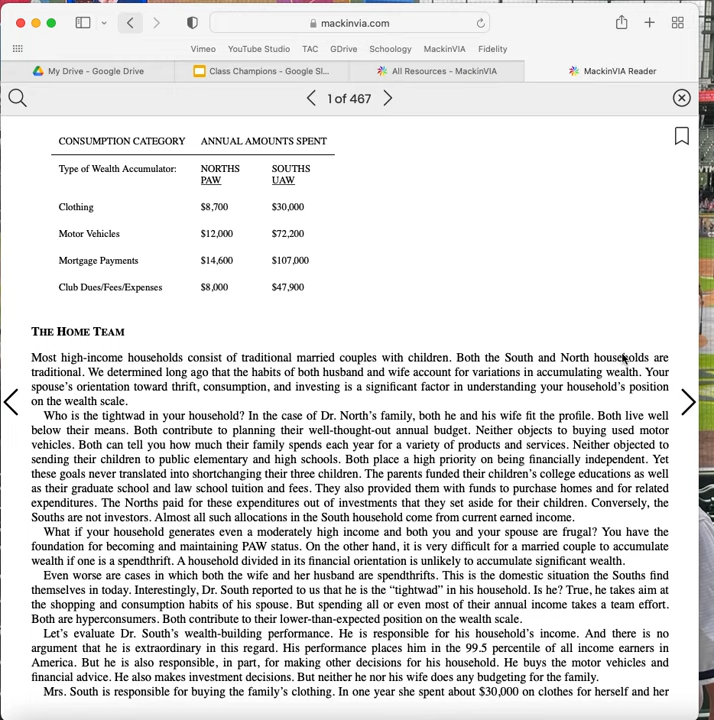 mackinvia.com
Vimeo YouTube Studio TAC GDrive Schoology MackinVIA Fidelity
My Drive - Google Drive Class Champions - Google Sl... All Resources - MackinVIA MackinVIA Reader
1 of 467
CONSUMPTION CATEGORY ANNUAL AMOUNTS SPENT
Type of Wealth Accumulator: NORTHS SOUTHS
PAW UAW
Clothing $8,700 $30,000
Motor Vehicles $12,000 $72,200
Mortgage Payments $14,600 $107,000
Club Dues/Fees/Expenses $8,000 $47,900
THE HOME TEAM
Most high-income households consist of traditional married couples with children. Both the South and North households are
traditional. We determined long ago that the habits of both husband and wife account for variations in accumulating wealth. Your
spouse's orientation toward thrift, consumption, and investing is a significant factor in understanding your household's position
on the wealth scale.
Who is the tightwad in your household? In the case of Dr. North's family, both he and his wife fit the profile. Both live well
below their means. Both contribute to planning their well-thought-out annual budget. Neither objects to buying used motor
vehicles. Both can tell you how much their family spends each year for a variety of products and services. Neither objected to
sending their children to public elementary and high schools. Both place a high priority on being financially independent. Yet
these goals never translated into shortchanging their three children. The parents funded their children's college educations as well
as their graduate school and law school tuition and fees. They also provided them with funds to purchase homes and for related
expenditures. The Norths paid for these expenditures out of investments that they set aside for their children. Conversely, the
Souths are not investors. Almost all such allocations in the South household come from current earned income.
What if your household generates even a moderately high income and both you and your spouse are frugal? You have the
foundation for becoming and maintaining PAW status. On the other hand, it is very difficult for a married couple to accumulate
wealth if one is a spendthrift. A household divided in its financial orientation is unlikely to accumulate significant wealth.
Even worse are cases in which both the wife and her husband are spendthrifts. This is the domestic situation the Souths find
themselves in today. Interestingly, Dr. South reported to us that he is the “tightwad” in his household. Is he? True, he takes aim at
the shopping and consumption habits of his spouse. But spending all or even most of their annual income takes a team effort.
Both are hyperconsumers. Both contribute to their lower-than-expected position on the wealth scale.
Let's evaluate Dr. South's wealth-building performance. He is responsible for his household's income. And there is no
argument that he is extraordinary in this regard. His performance places him in the 99.5 percentile of all income earners in
America. But he is also responsible, in part, for making other decisions for his household. He buys the motor vehicles and
financial advice. He also makes investment decisions. But neither he nor his wife does any budgeting for the family.
Mrs. South is responsible for buying the family's clothing. In one year she spent about $30,000 on clothes for herself and her